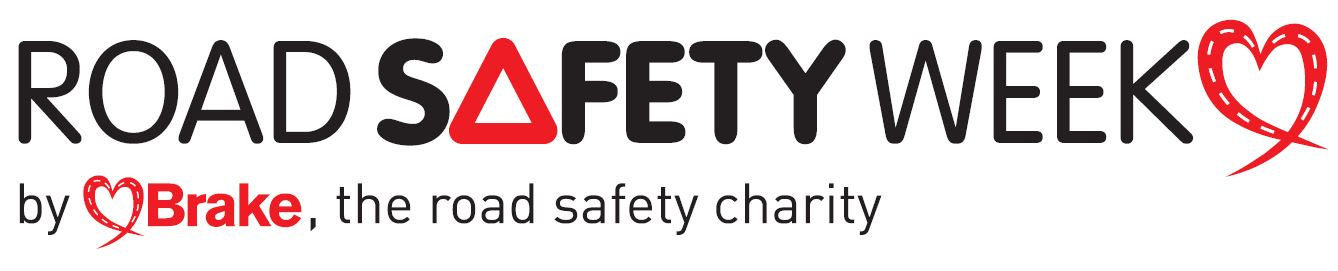 ROAD SAFETY WEEK
by Brake, the road safety charity